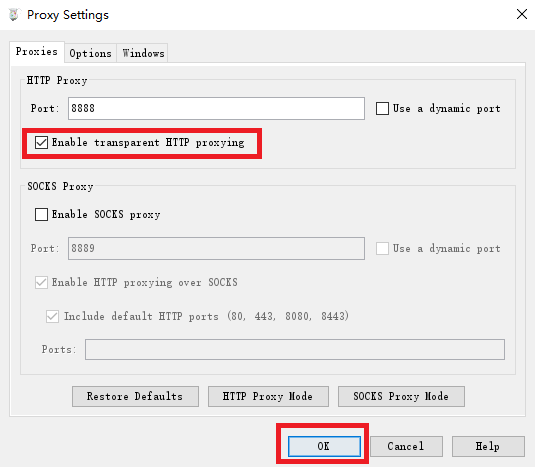 Proxy Settings
Proxies Options Windows
HTTP Proxy
Port: 8888 Use a dynamic port
Enable transparent HTTP proxying
SOCKS Proxy
Enable SOCKS proxy
Port: 8889 Use a dynamic port
Enable HTTP proxying over SOCKS
Include default HTTP ports (80, 443, 8080, 8443)
Ports:
Restore Defaults HTTP Proxy Mode SOCKS Proxy Mode
OK Cancel Help